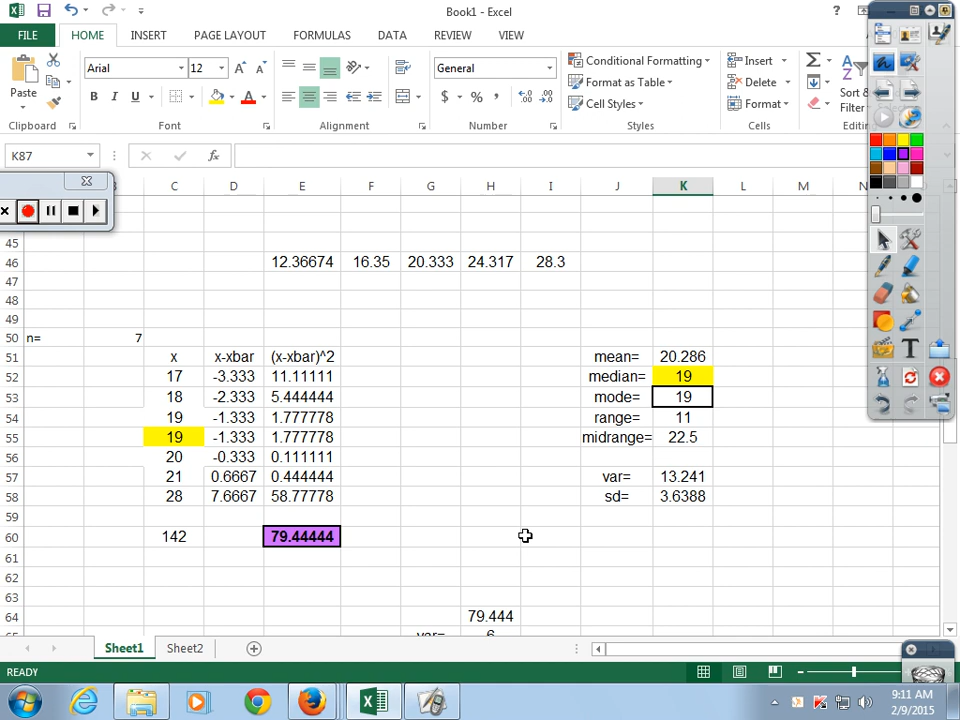 Book1 - Excel
?
FILE HOME INSERT PAGE LAYOUT FORMULAS DATA REVIEW VIEW
Paste
Arial 12
General
Conditional Formatting
Format as Table
Cell Styles
Insert
Delete
Format
Sort &
Filter
B I U A
$ % ,
Clipboard Font Alignment Number Styles Cells
K87 fx
C D E F G H I J K L M
45
46 12.36674 16.35 20.333 24.317 28.3
47
48
49
50 n= 7
51 x x-xbar (x-xbar)^2 mean= 20.286
52 17 -3.333 11.11111 median= 19
53 18 -2.333 5.444444 mode= 19
54 19 -1.333 1.777778 range= 11
55 19 -1.333 1.777778 midrange= 22.5
56 20 -0.333 0.111111
57 21 0.6667 0.444444 var= 13.241
58 28 7.6667 58.77778 sd= 3.6388
59
60 142 79.44444
61
62
63
64 79.444
Sheet1 Sheet2
READY
9:11 AM
2/9/2015